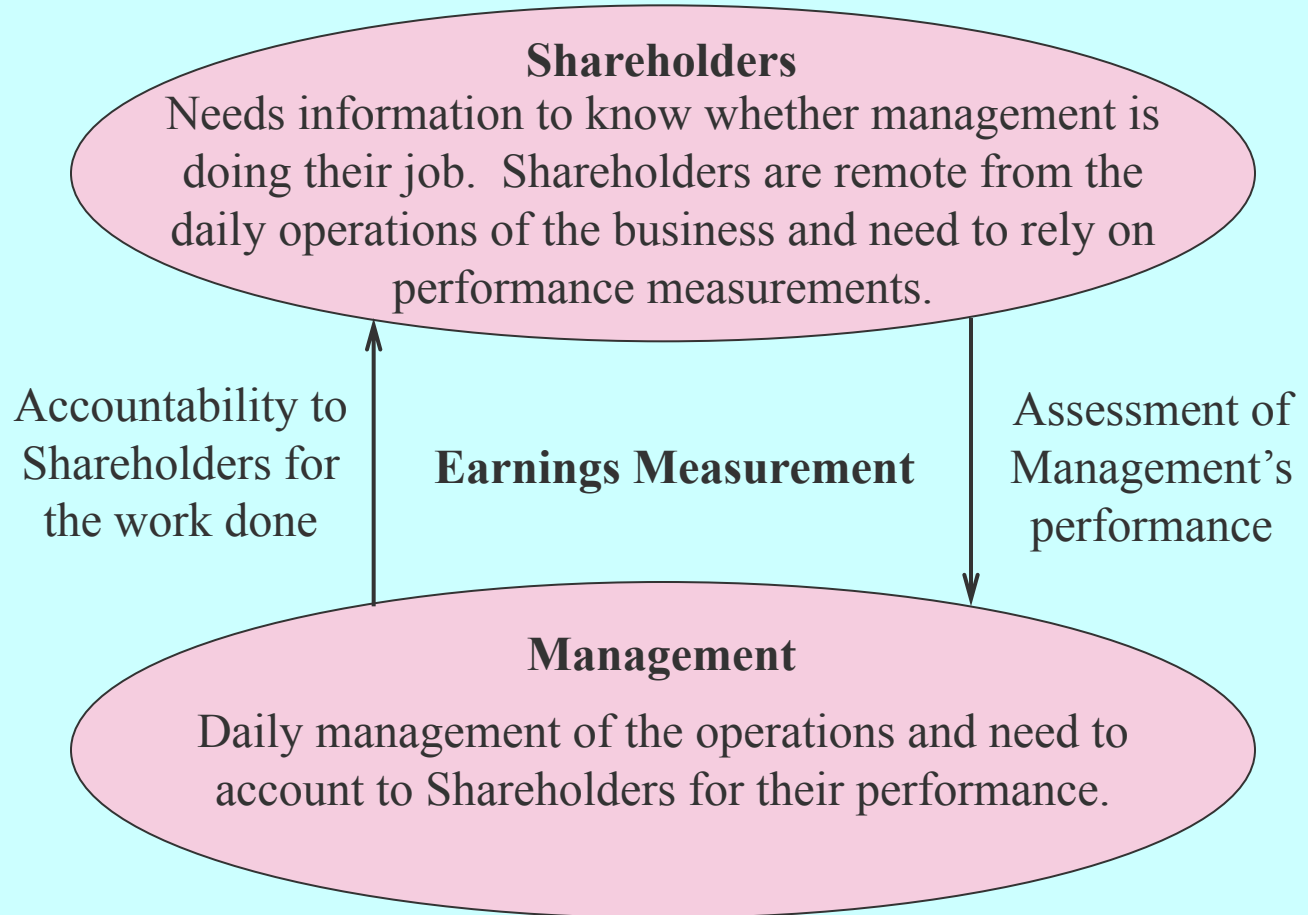 Shareholders
Needs information to know whether management is
doing their job.  Shareholders are remote from the
daily operations of the business and need to rely on
performance measurements.
Accountability to
Shareholders for
the work done
Earnings Measurement
Assessment of
Management’s
performance
Management
Daily management of the operations and need to
account to Shareholders for their performance.